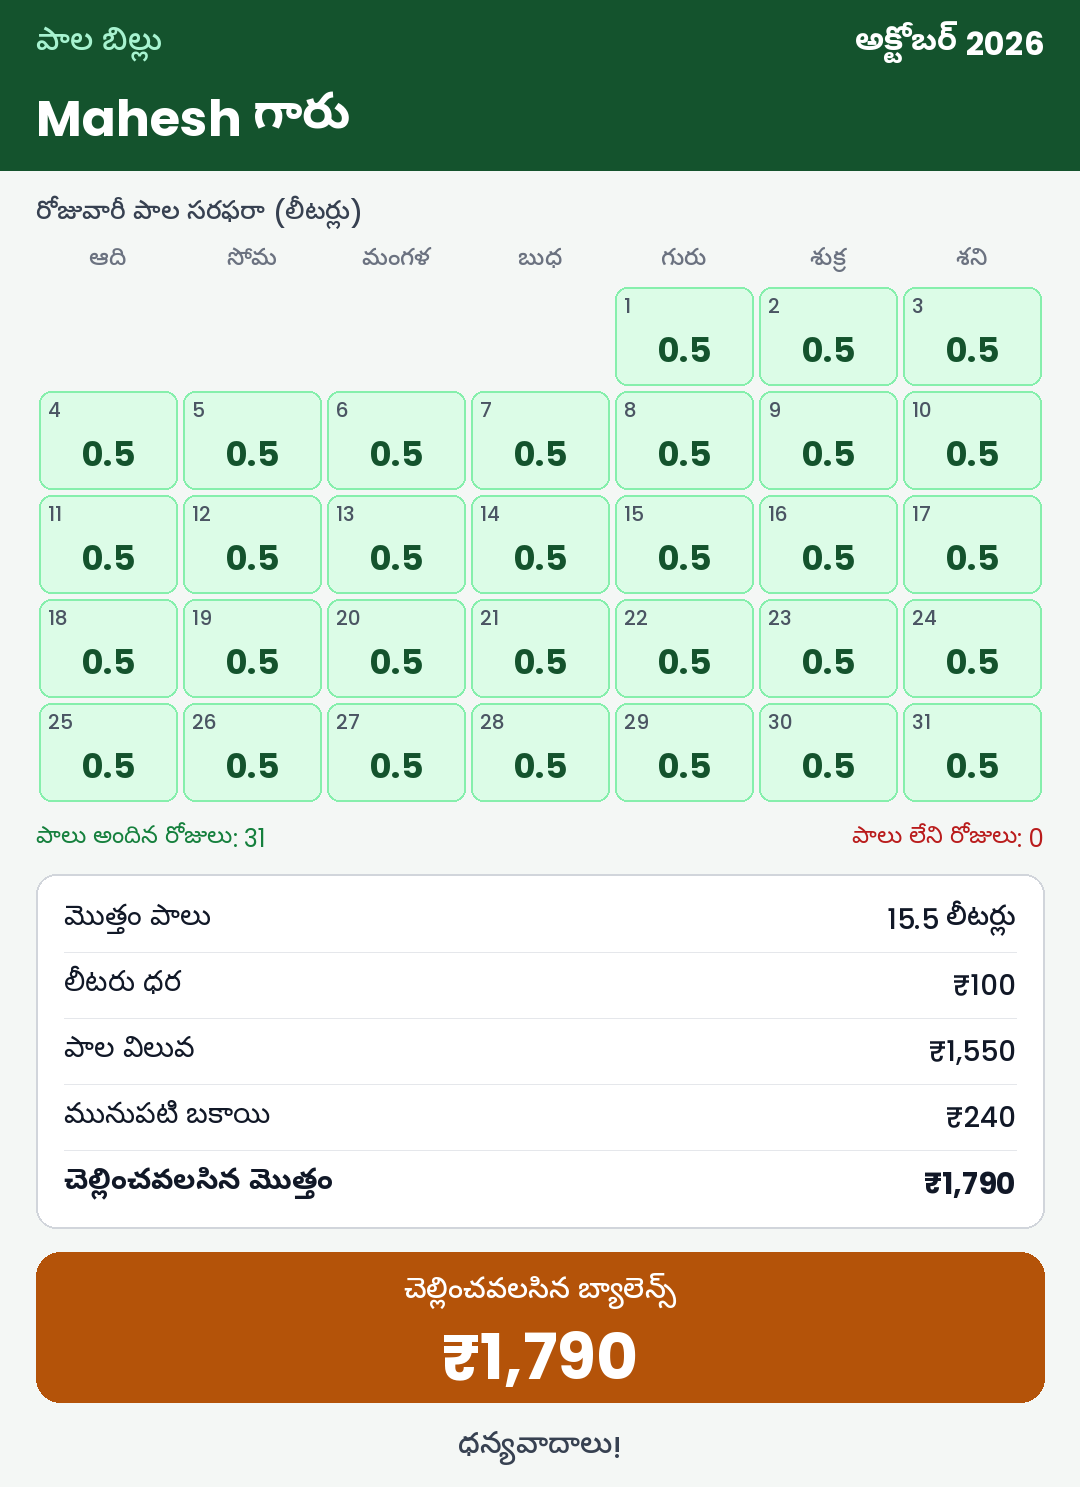 పాల బిల్లు అక్టోబర్ 2026
Mahesh గారు
రోజువారీ పాల సరఫరా (లీటర్లు)
ఆది సోమ మంగళ బుధ గురు శుక్ర శని
1 2 3
0.5 0.5 0.5
4 5 6 7 8 9 10
0.5 0.5 0.5 0.5 0.5 0.5 0.5
11 12 13 14 15 16 17
0.5 0.5 0.5 0.5 0.5 0.5 0.5
18 19 20 21 22 23 24
0.5 0.5 0.5 0.5 0.5 0.5 0.5
25 26 27 28 29 30 31
0.5 0.5 0.5 0.5 0.5 0.5 0.5
పాలు అందిన రోజులు: 31 పాలు లేని రోజులు: 0
మొత్తం పాలు 15.5 లీటర్లు
లీటరు ధర ₹100
పాల విలువ ₹1,550
మునుపటి బకాయి ₹240
చెల్లించవలసిన మొత్తం ₹1,790
చెల్లించవలసిన బ్యాలెన్స్
₹1,790
ధన్యవాదాలు!